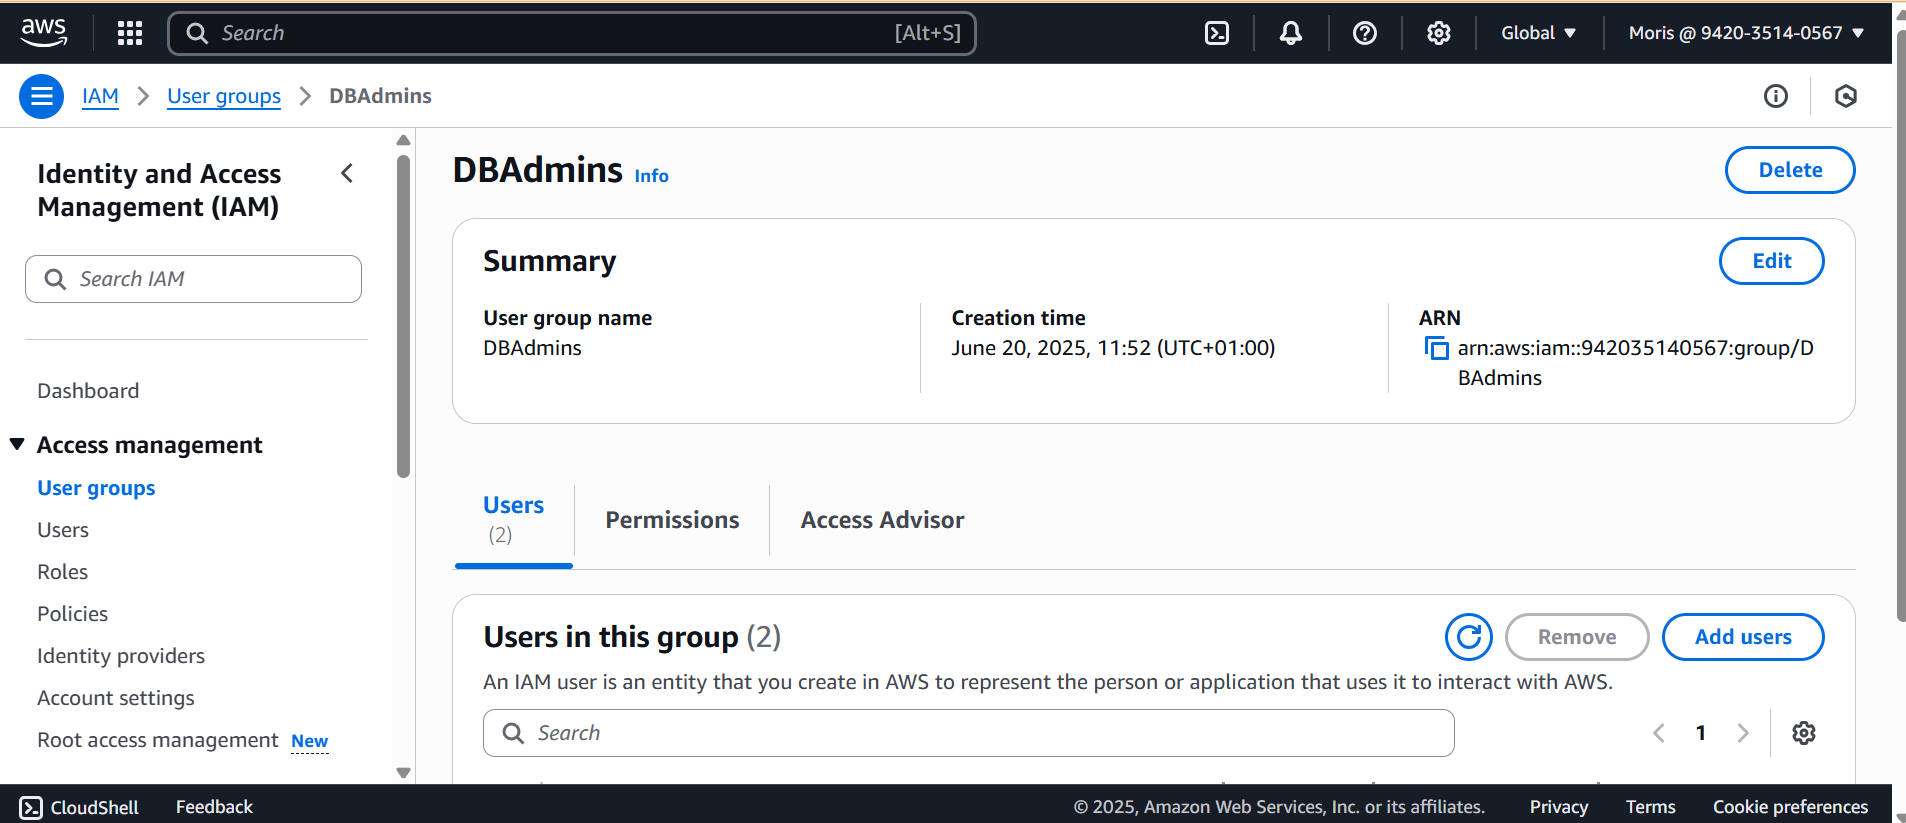 aws
Search [Alt+S]
Global
Moris @ 9420-3514-0567
IAM
User groups
DBAdmins
Identity and Access
Management (IAM)
Search IAM
Dashboard
Access management
User groups
Users
Roles
Policies
Identity providers
Account settings
Root access management New
DBAdmins Info
Delete
Summary
Edit
User group name
DBAdmins
Creation time
June 20, 2025, 11:52 (UTC+01:00)
ARN
arn:aws:iam::942035140567:group/D
BAdmins
Users
(2)
Permissions
Access Advisor
Users in this group (2)
Remove
Add users
An IAM user is an entity that you create in AWS to represent the person or application that uses it to interact with AWS.
Search
1
CloudShell
Feedback
© 2025, Amazon Web Services, Inc. or its affiliates.
Privacy
Terms
Cookie preferences